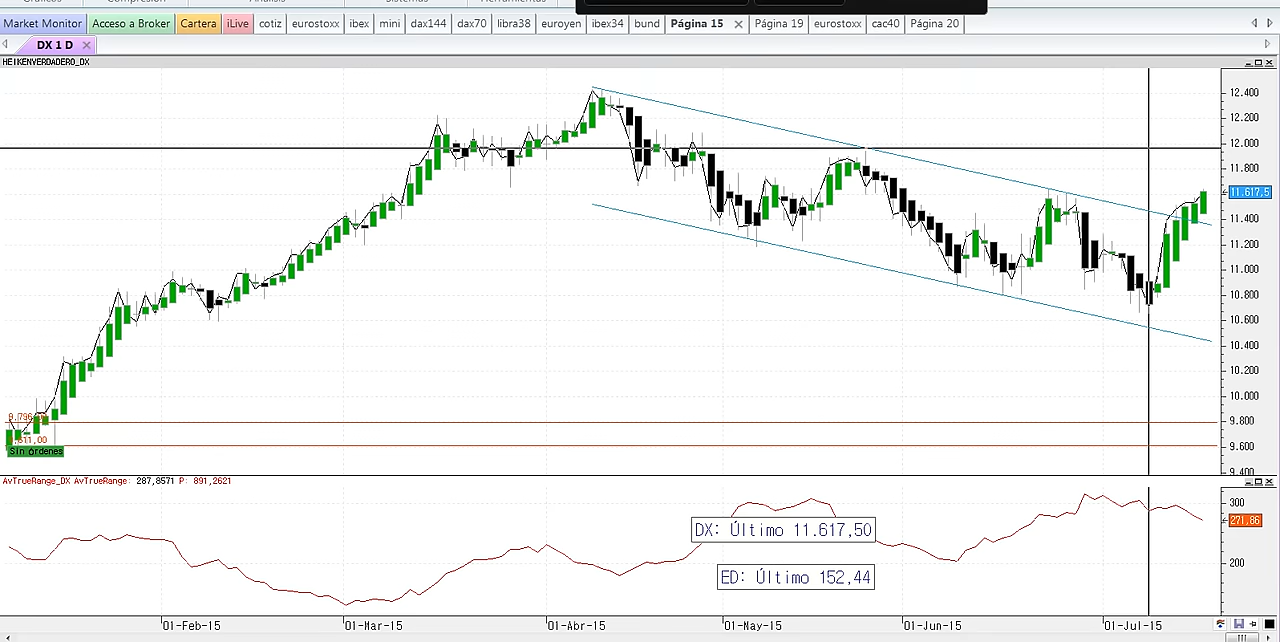 Market Monitor Acceso a Broker Cartera iLive cotiz eurostoxx ibex mini dax144 dax70 libra38 euroyen ibex34 bund Página 15 Página 19 eurostoxx cac40 Página 20
DX 1 D
HEIKENVERDADERO_DX
12.400
12.200
12.000
11.800
11.617,5
11.400
11.200
11.000
10.800
10.600
10.400
10.200
10.000
9.800
9.600
9.400
Sin órdenes
AvTrueRange_DX AvTrueRange: 287,8571 P: 891,2621
300
271,86
200
DX: Último 11.617,50
ED: Último 152,44
01-Feb-15 01-Mar-15 01-Abr-15 01-May-15 01-Jun-15 01-Jul-15